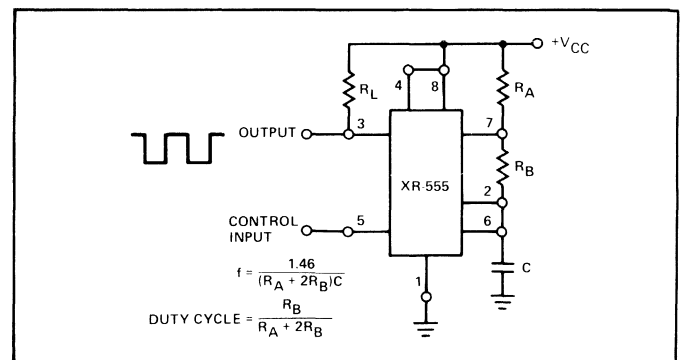 +VCC
RL
4
8
RA
OUTPUT
3
7
RB
XR-555
2
CONTROL
INPUT
5
6
f = 1.46
(RA + 2RB)C
1
C
DUTY CYCLE = RB
RA + 2RB